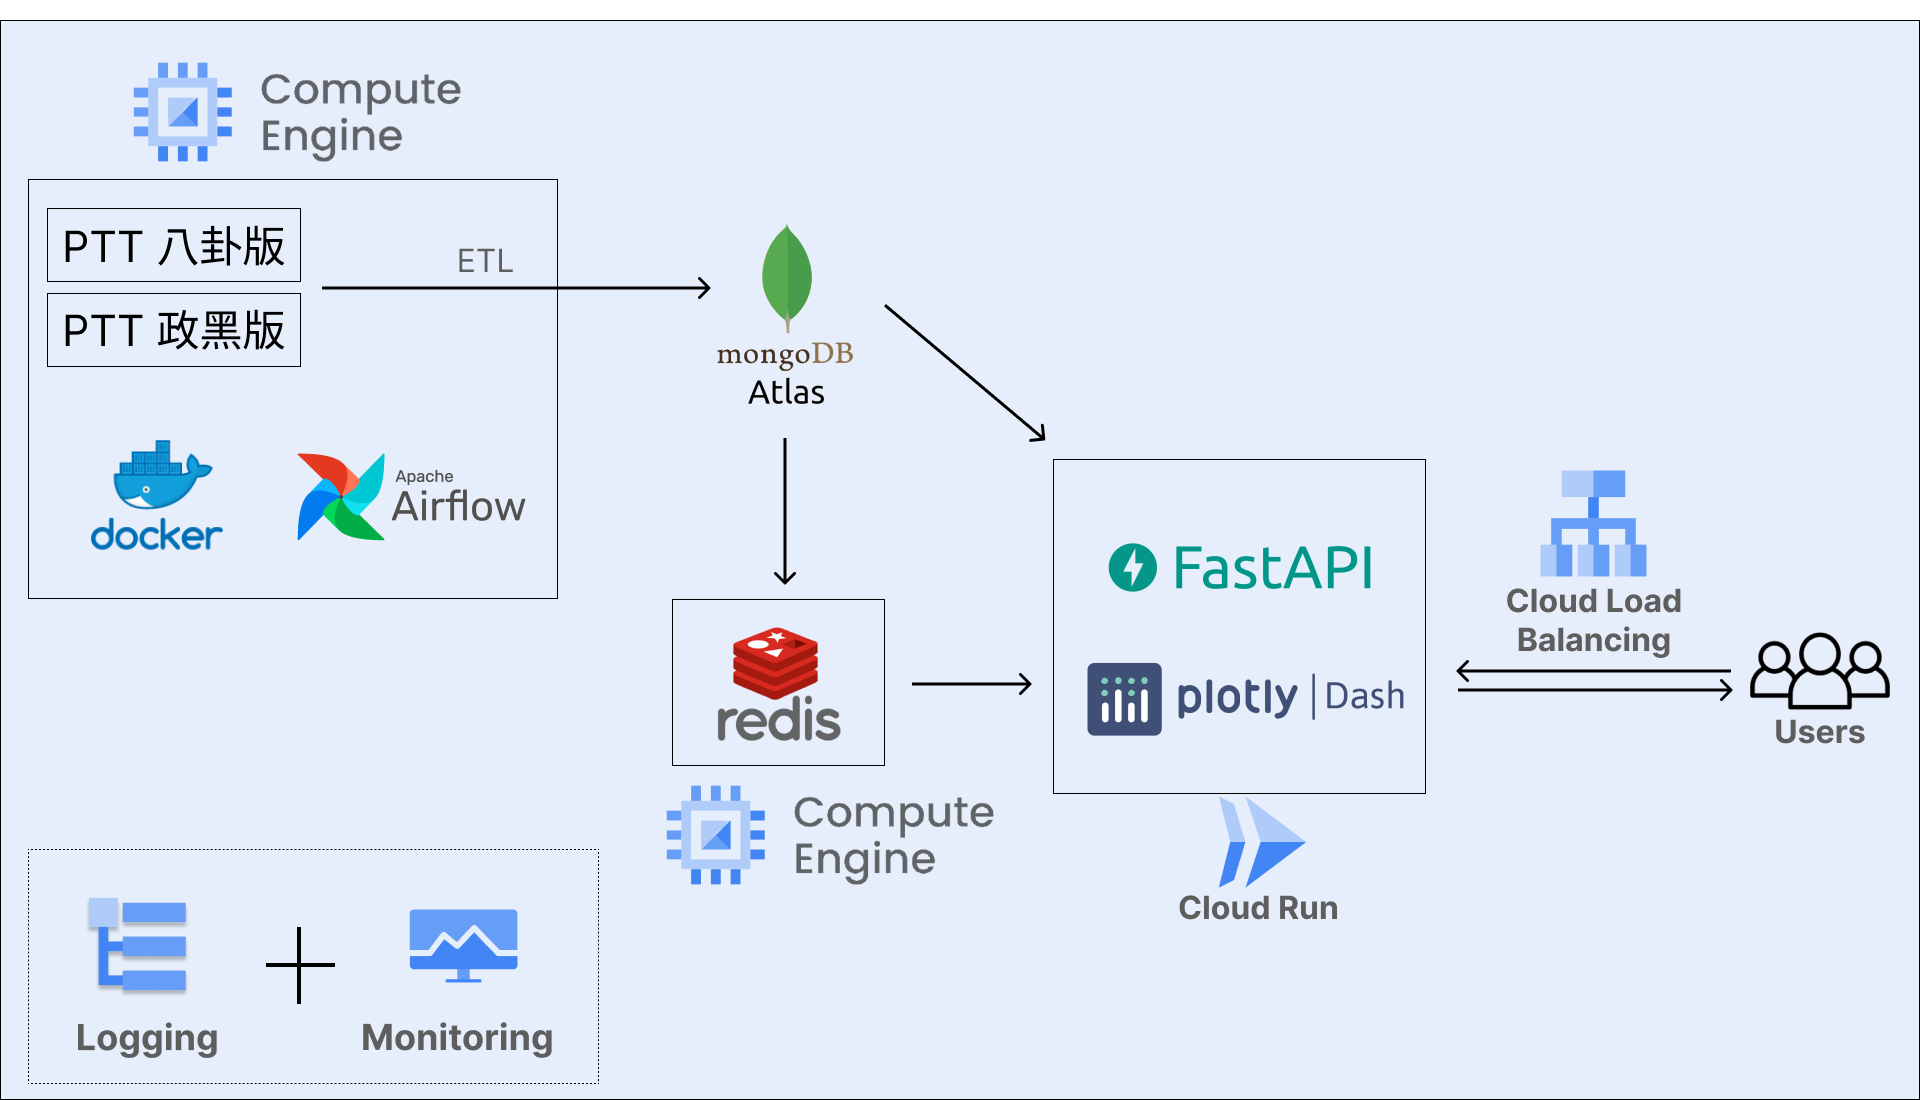 Compute
Engine
PTT 八卦版
PTT 政黑版
ETL
docker
Apache
Airflow
mongoDB
Atlas
redis
Compute
Engine
FastAPI
plotly | Dash
Cloud Run
Cloud Load
Balancing
Users
Logging
Monitoring